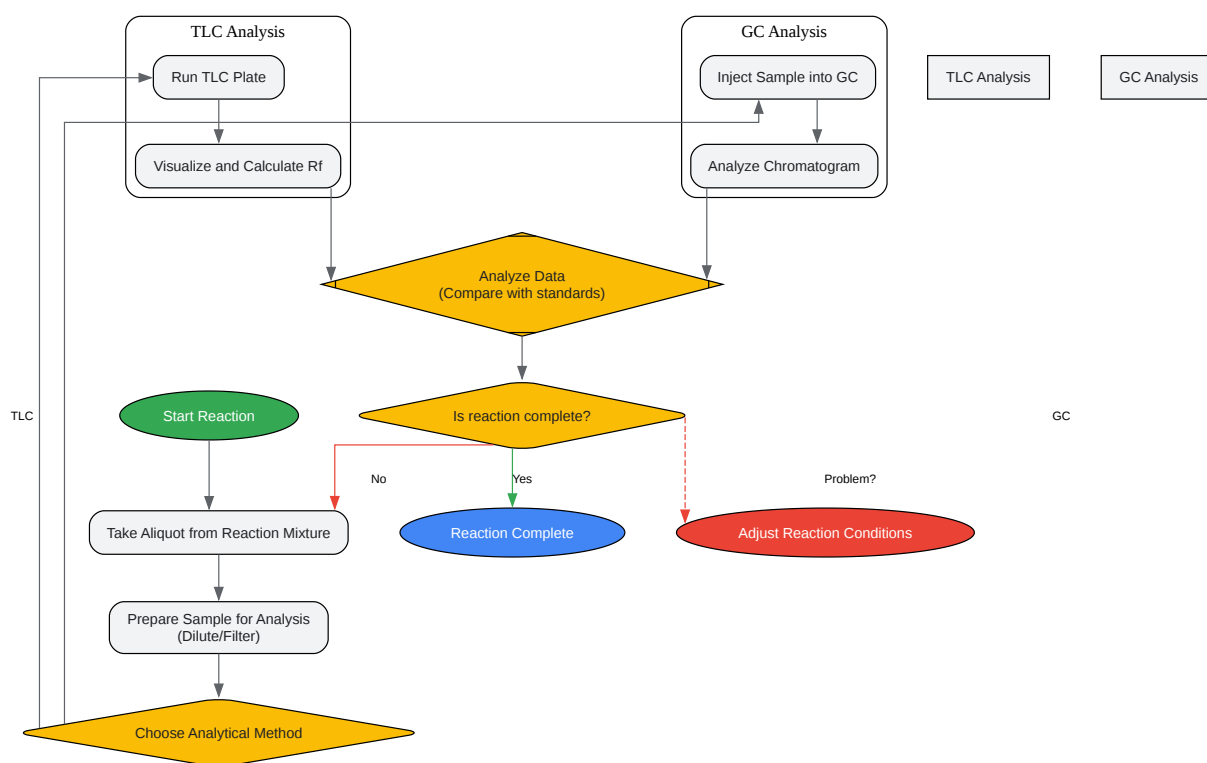 TLC Analysis
GC Analysis
Run TLC Plate
Inject Sample into GC
TLC Analysis
GC Analysis
Visualize and Calculate Rf
Analyze Chromatogram
Analyze Data
(Compare with standards)
TLC
Start Reaction
Is reaction complete?
GC
No
Yes
Problem?
Take Aliquot from Reaction Mixture
Reaction Complete
Adjust Reaction Conditions
Prepare Sample for Analysis
(Dilute/Filter)
Choose Analytical Method